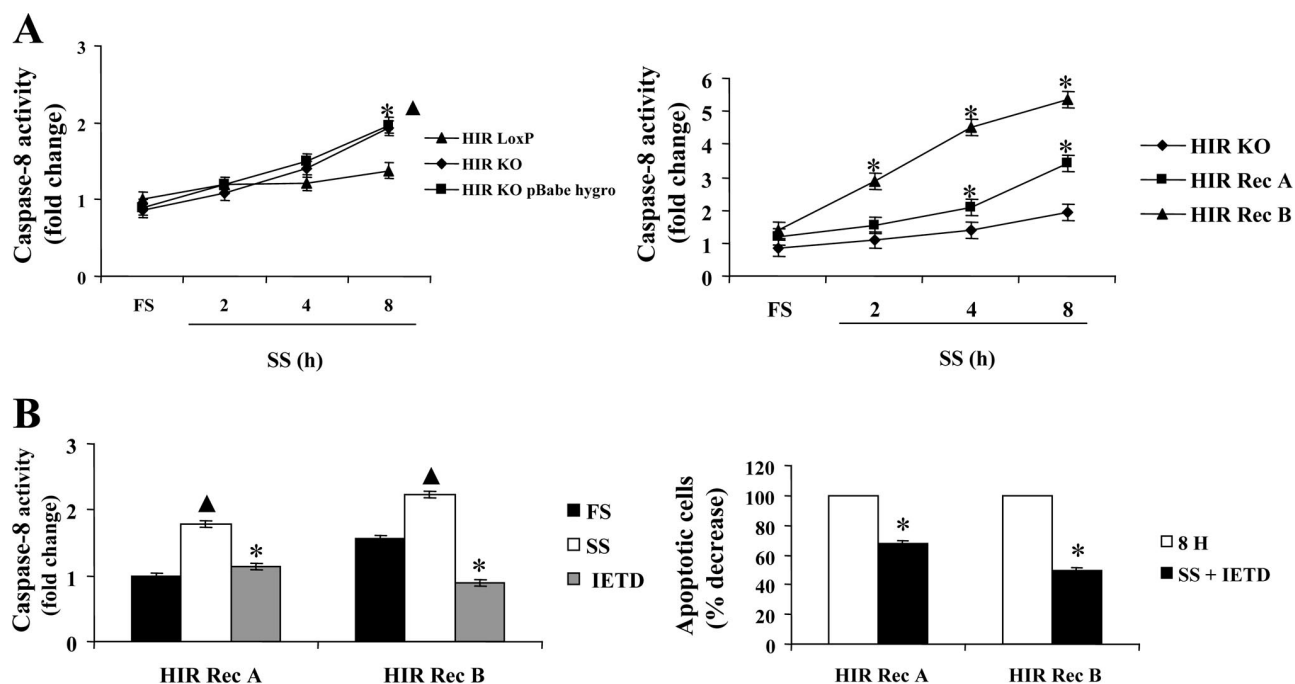 A
Caspase-8 activity
(fold change)
3
2
1
0
FS
2
4
8
SS (h)
*
HIR LoxP
HIR KO
HIR KO pBabe hygro
Caspase-8 activity
(fold change)
6
5
4
3
2
1
0
FS
2
4
8
SS (h)
*
*
*
*
*
HIR KO
HIR Rec A
HIR Rec B
B
Caspase-8 activity
(fold change)
3
2
1
0
*
*
HIR Rec A
HIR Rec B
FS
SS
IETD
Apoptotic cells
(% decrease)
120
100
80
60
40
20
0
*
*
HIR Rec A
HIR Rec B
8 H
SS + IETD